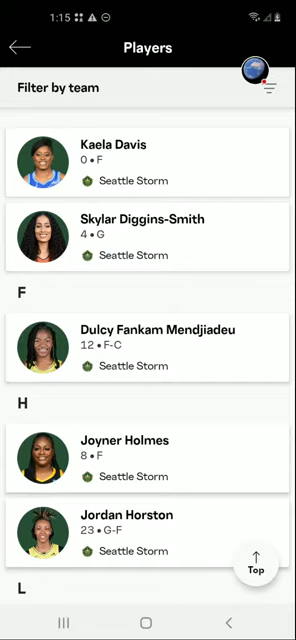 1:15
Players
Filter by team
Kaela Davis
0 • F
Seattle Storm
Skylar Diggins-Smith
4 • G
Seattle Storm
F
Dulcy Fankam Mendjiadeu
12 • F-C
Seattle Storm
H
Joyner Holmes
8 • F
Seattle Storm
Jordan Horston
23 • G-F
Seattle Storm
Top
L